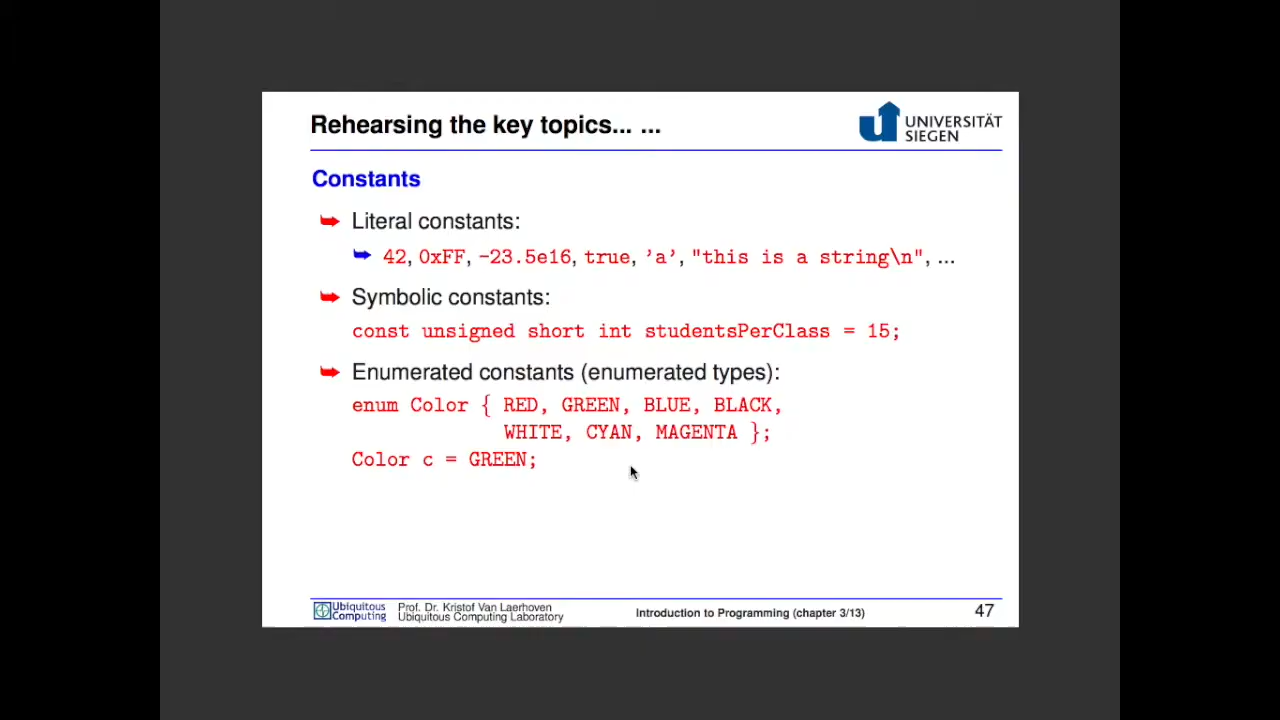 Rehearsing the key topics... ...
UNIVERSITÄT
SIEGEN
Constants
Literal constants:
42, 0xFF, -23.5e16, true, ’a’, "this is a string\n", ...
Symbolic constants:
const unsigned short int studentsPerClass = 15;
Enumerated constants (enumerated types):
enum Color { RED, GREEN, BLUE, BLACK,
WHITE, CYAN, MAGENTA };
Color c = GREEN;
Ubiquitous
Computing
Prof. Dr. Kristof Van Laerhoven
Ubiquitous Computing Laboratory
Introduction to Programming (chapter 3/13)
47